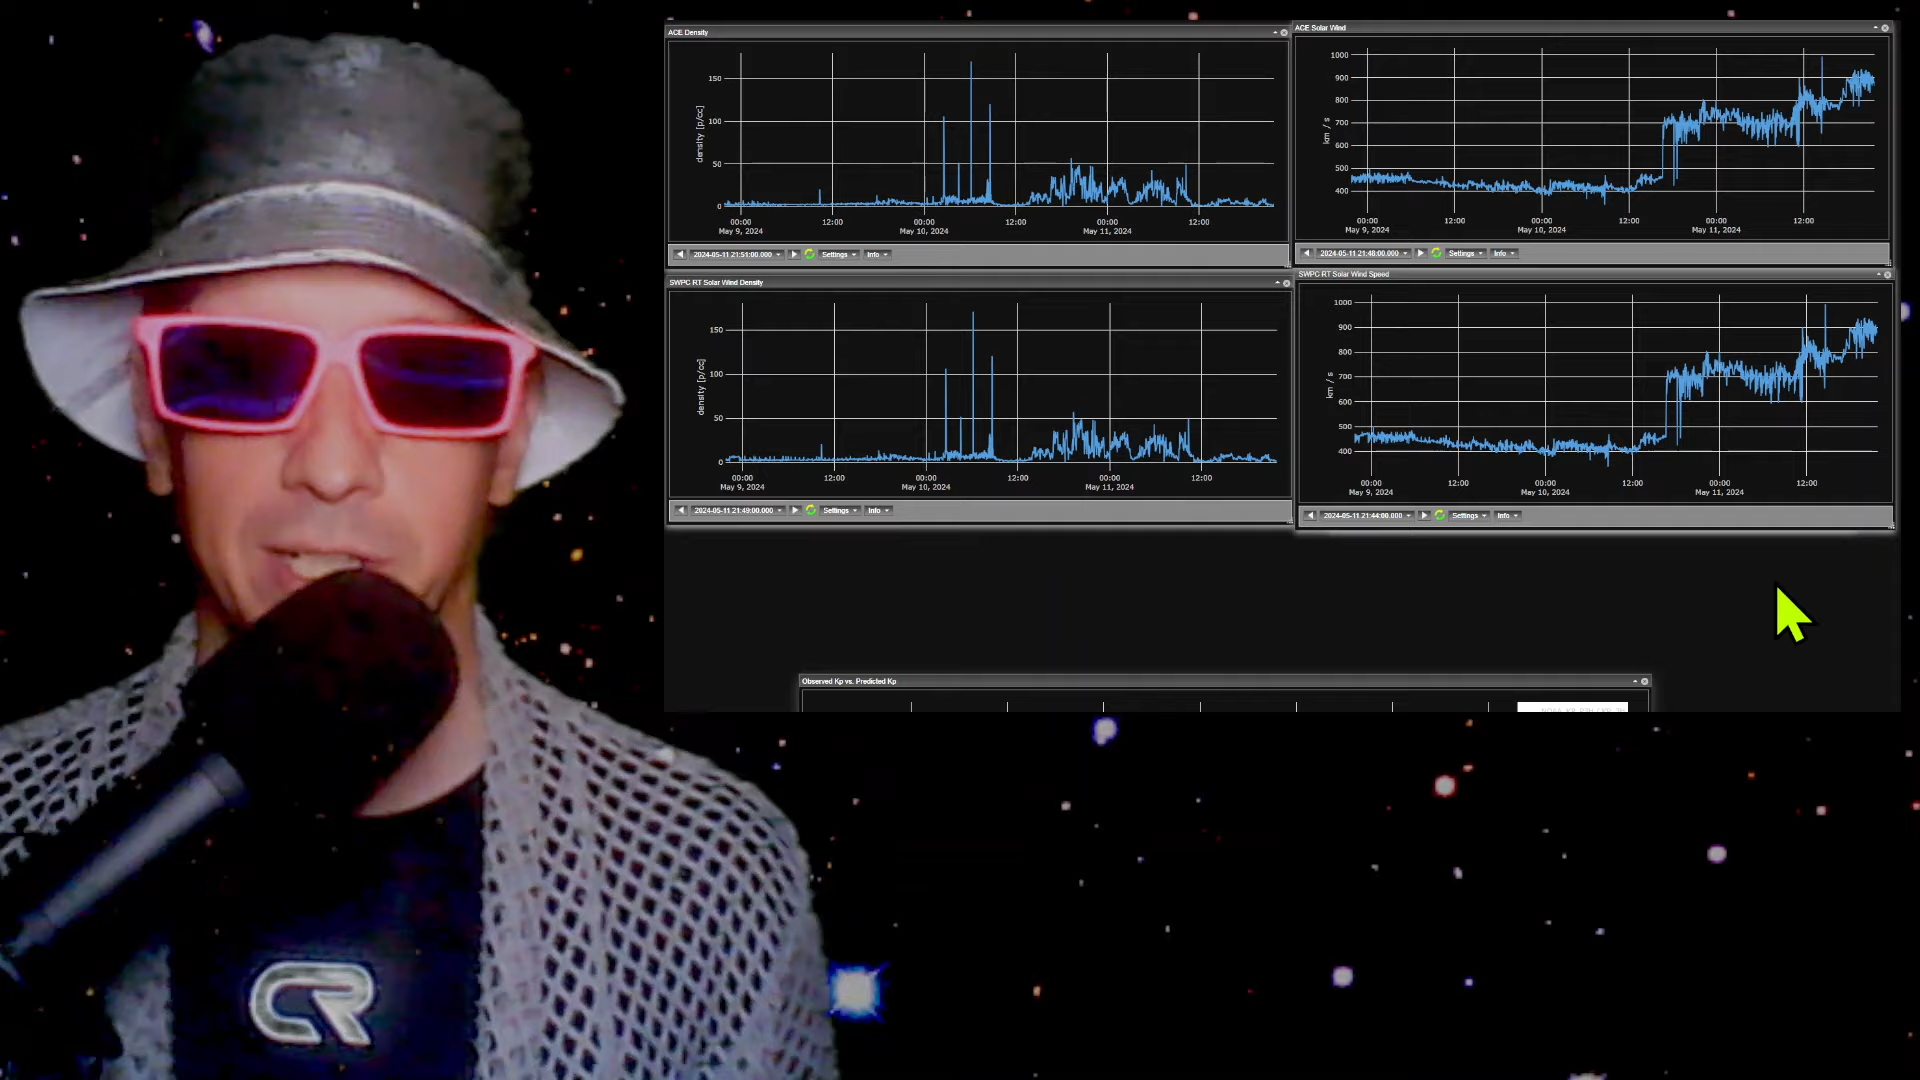 ACE Density
density [p/cc]
150
100
50
0
00:00 12:00 00:00 12:00 00:00 12:00
May 9, 2024 May 10, 2024 May 11, 2024
2024-05-11 21:51:00.000 Settings Info
ACE Solar Wind
km / s
1000
900
800
700
600
500
400
00:00 12:00 00:00 12:00 00:00 12:00
May 9, 2024 May 10, 2024 May 11, 2024
2024-05-11 21:48:00.000 Settings Info
SWPC RT Solar Wind Density
density [p/cc]
150
100
50
0
00:00 12:00 00:00 12:00 00:00 12:00
May 9, 2024 May 10, 2024 May 11, 2024
2024-05-11 21:49:00.000 Settings Info
SWPC RT Solar Wind Speed
km / s
1000
900
800
700
600
500
400
00:00 12:00 00:00 12:00 00:00 12:00
May 9, 2024 May 10, 2024 May 11, 2024
2024-05-11 21:44:00.000 Settings Info
Observed Kp vs. Predicted Kp
CR